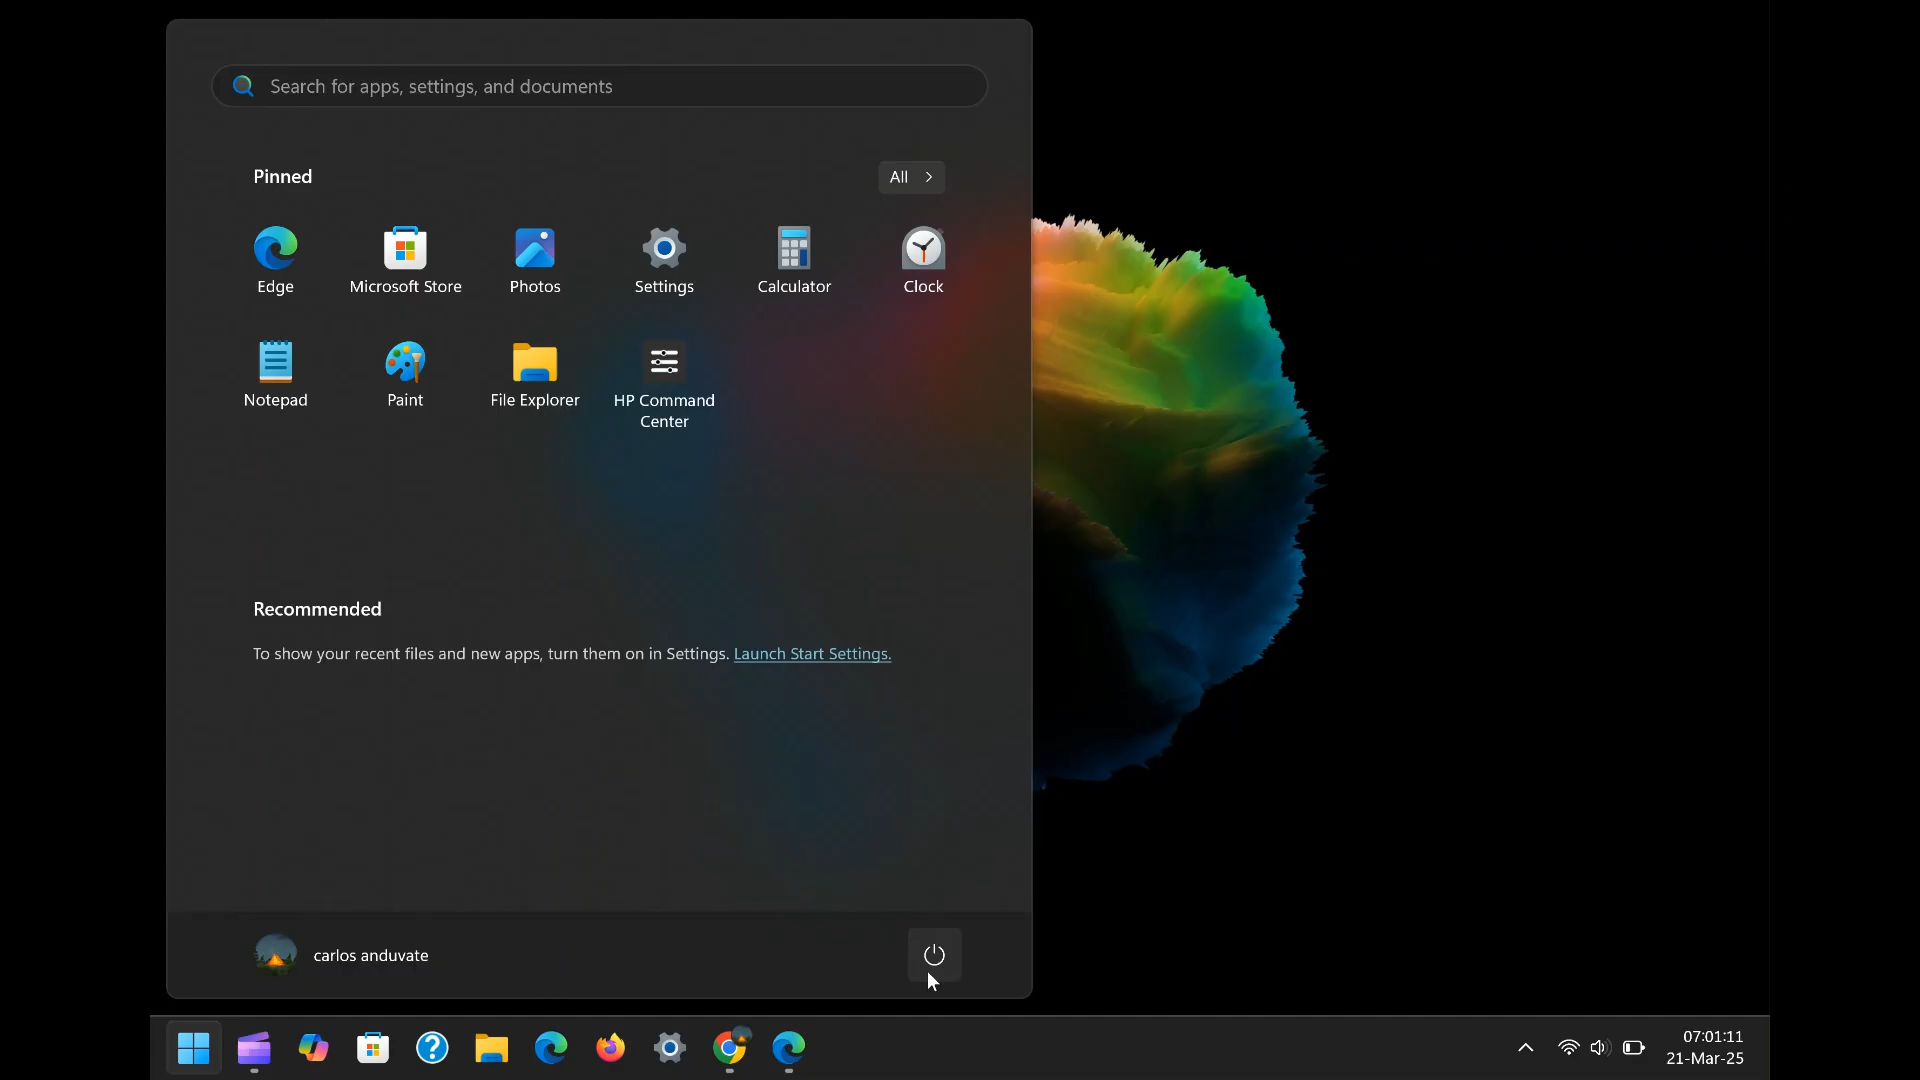 Search for apps, settings, and documents
Pinned
All
Edge
Microsoft Store
Photos
Settings
Calculator
Clock
Notepad
Paint
File Explorer
HP Command
Center
Recommended
To show your recent files and new apps, turn them on in Settings. Launch Start Settings.
carlos anduvate
07:01:11
21-Mar-25